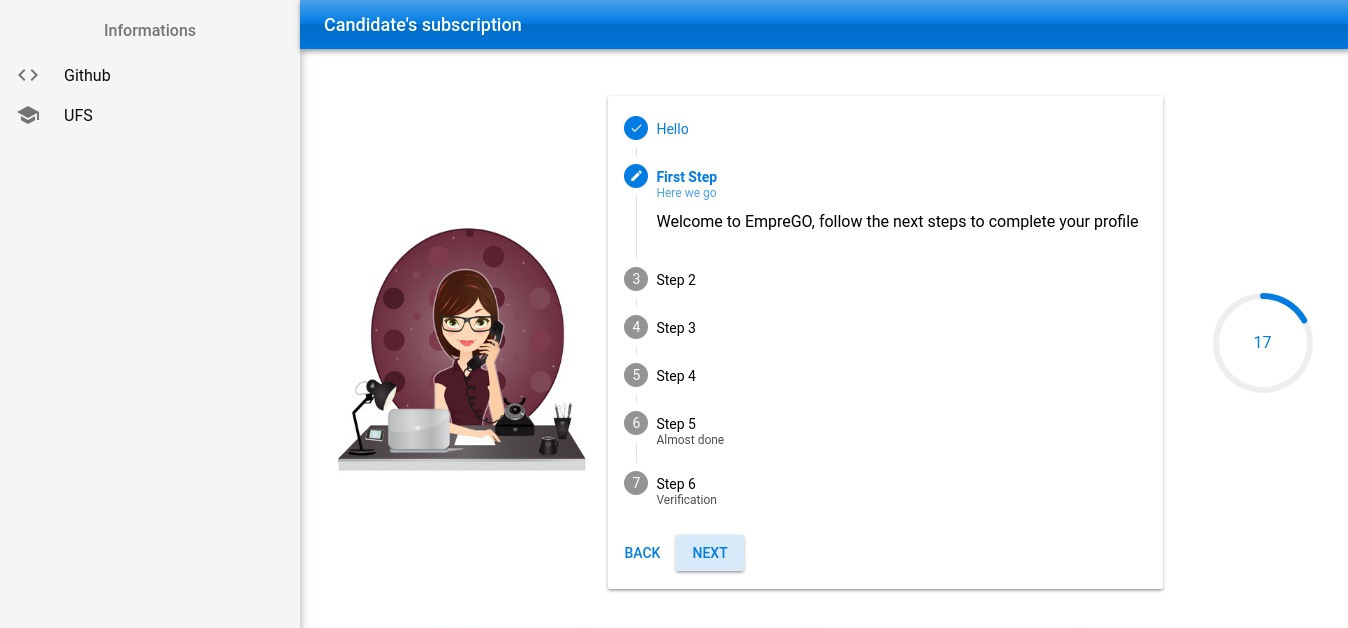 Informations
Github
UFS
Candidate's subscription
Hello
First Step
Here we go
Welcome to EmpreGO, follow the next steps to complete your profile
3 Step 2
4 Step 3
5 Step 4
6 Step 5
Almost done
7 Step 6
Verification
BACK NEXT
17